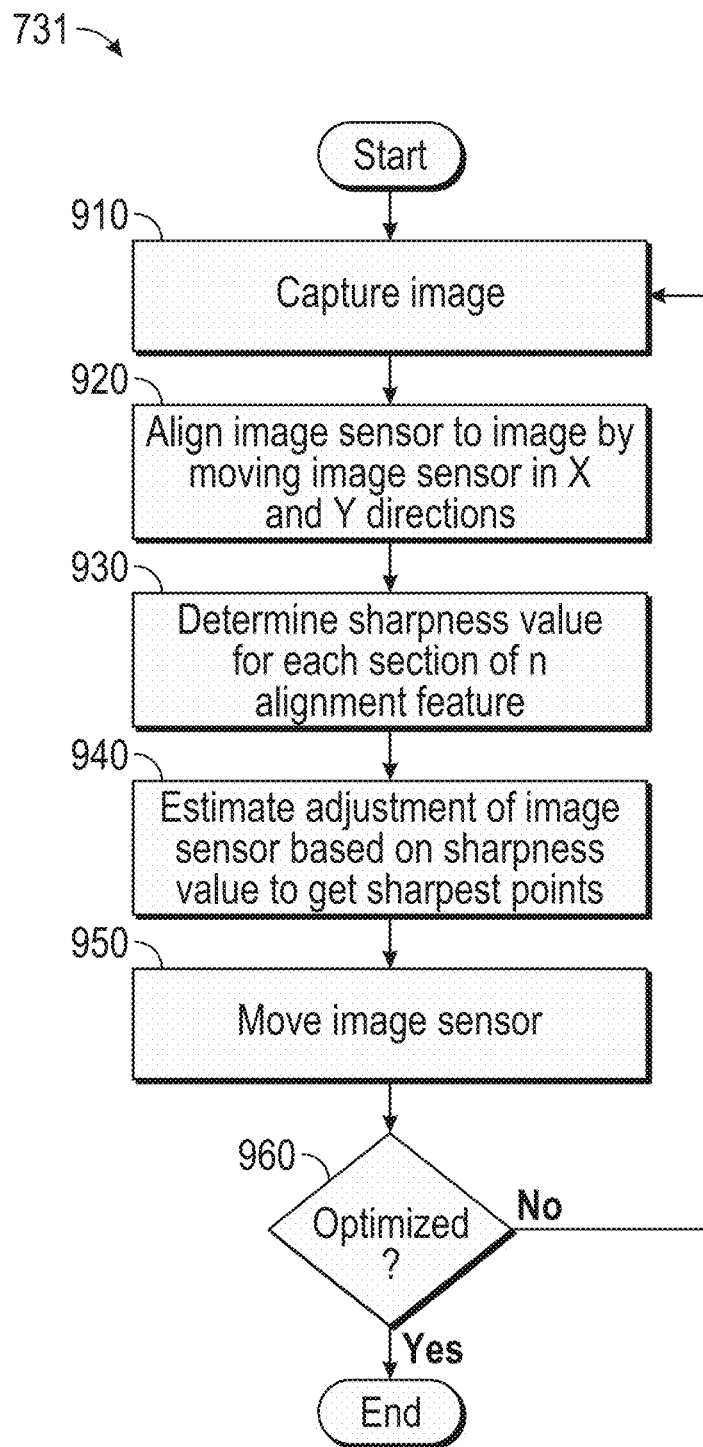 731
Start
910
Capture image
920
Align image sensor to image by
moving image sensor in X
and Y directions
930
Determine sharpness value
for each section of n
alignment feature
940
Estimate adjustment of image
sensor based on sharpness
value to get sharpest points
950
Move image sensor
960
Optimized
?
No
Yes
End